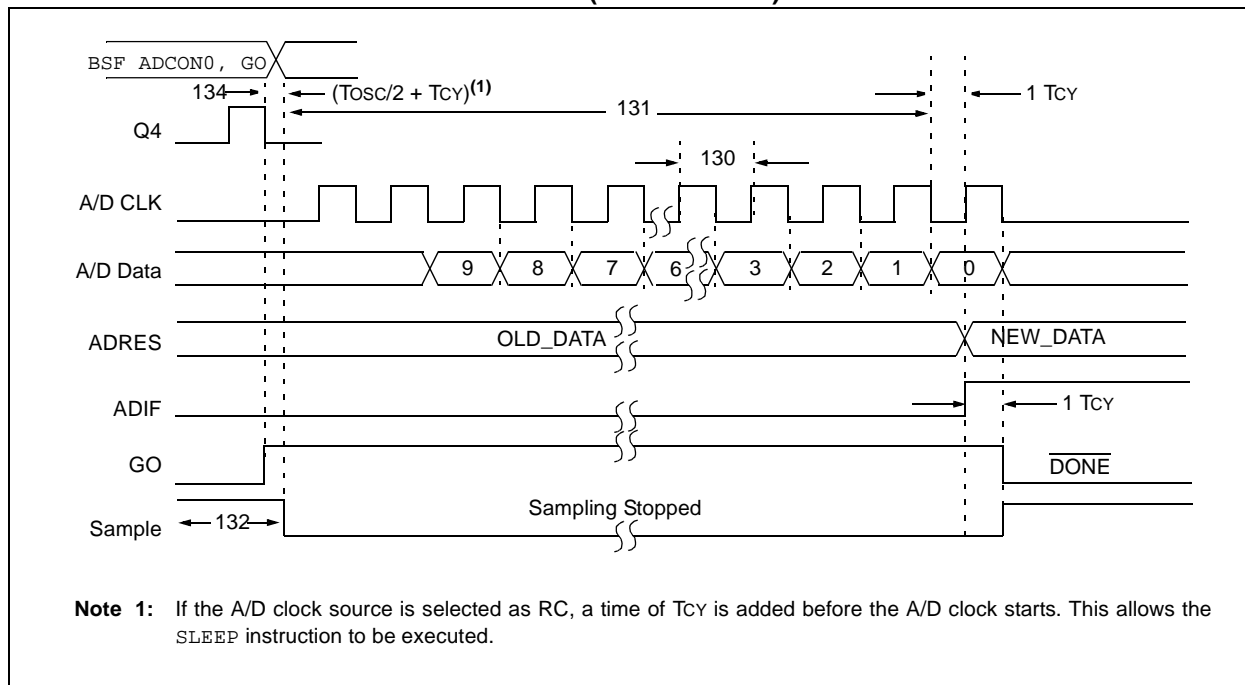 BSF ADCON0, GO
134
(TOSC/2 + TCY)(1)
131
1 TCY
Q4
130
A/D CLK
A/D Data
9 8 7 6 3 2 1 0
ADRES
OLD_DATA
NEW_DATA
ADIF
1 TCY
GO
DONE
Sampling Stopped
Sample
132
Note 1: If the A/D clock source is selected as RC, a time of TCY is added before the A/D clock starts. This allows the
SLEEP instruction to be executed.